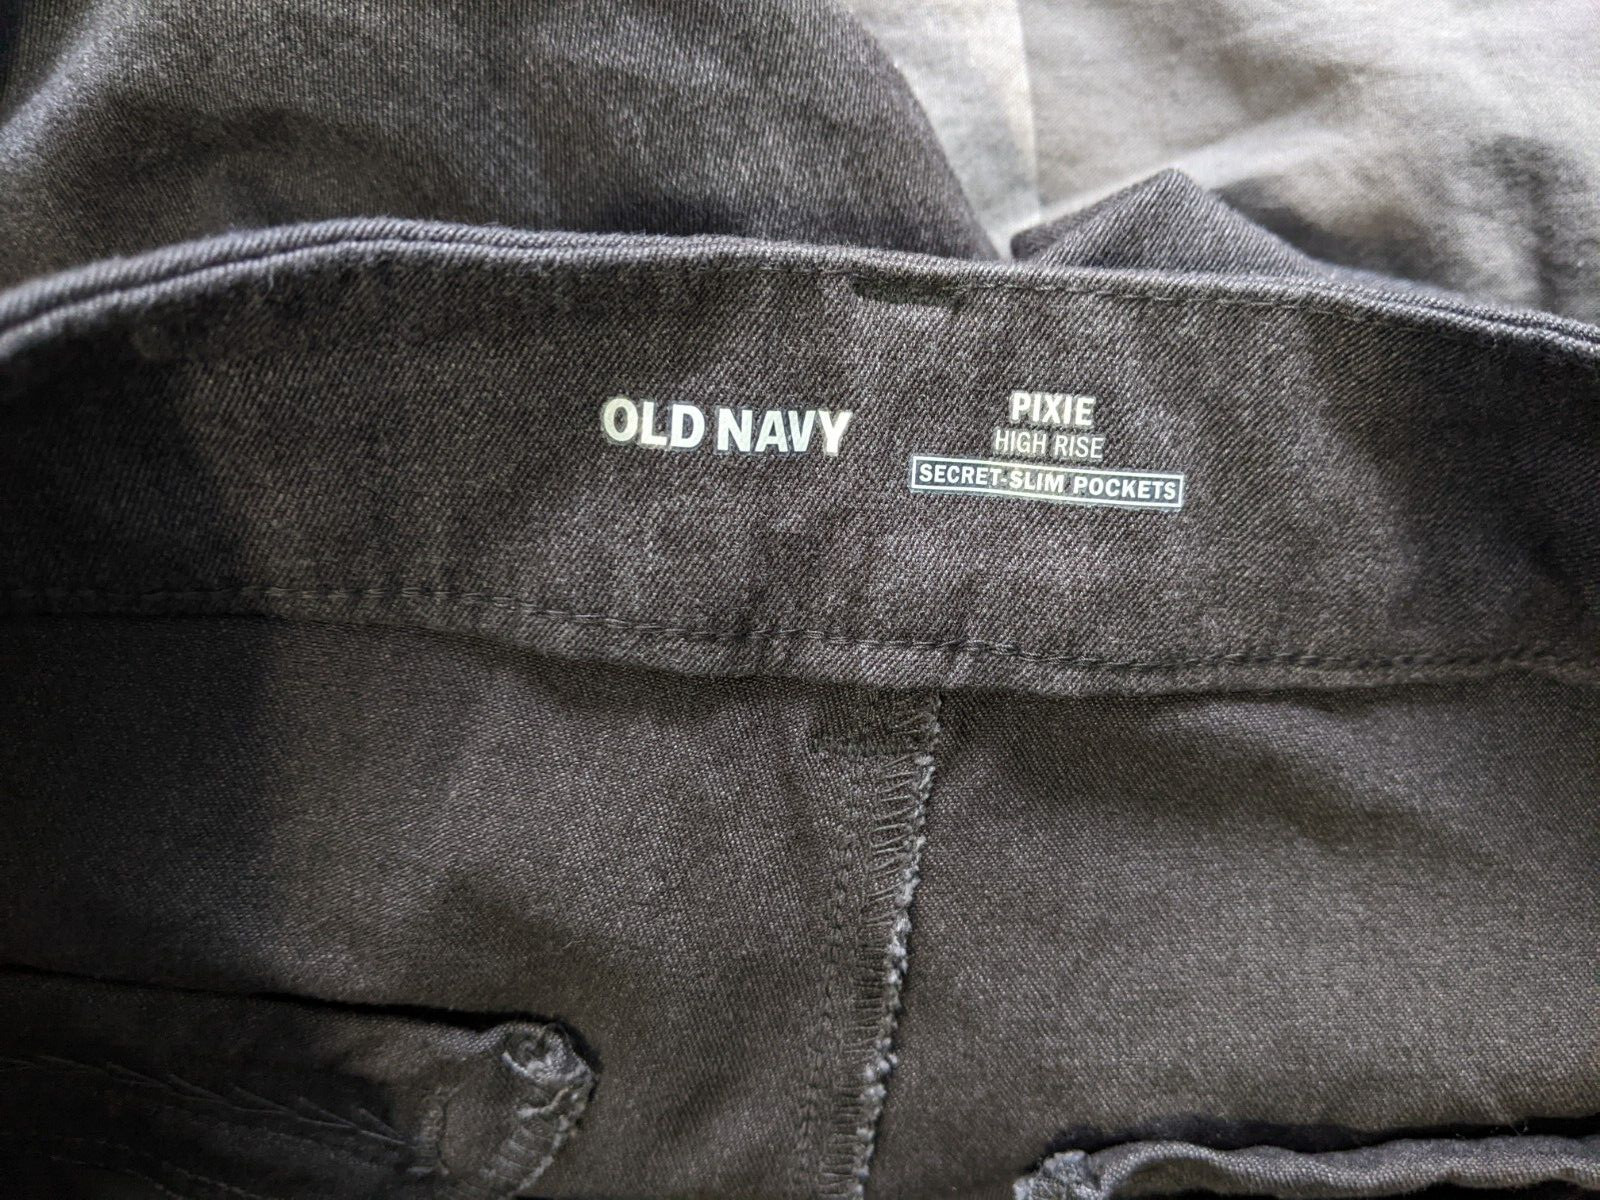 OLD NAVY
PIXIE
HIGH RISE
SECRET-SLIM POCKETS